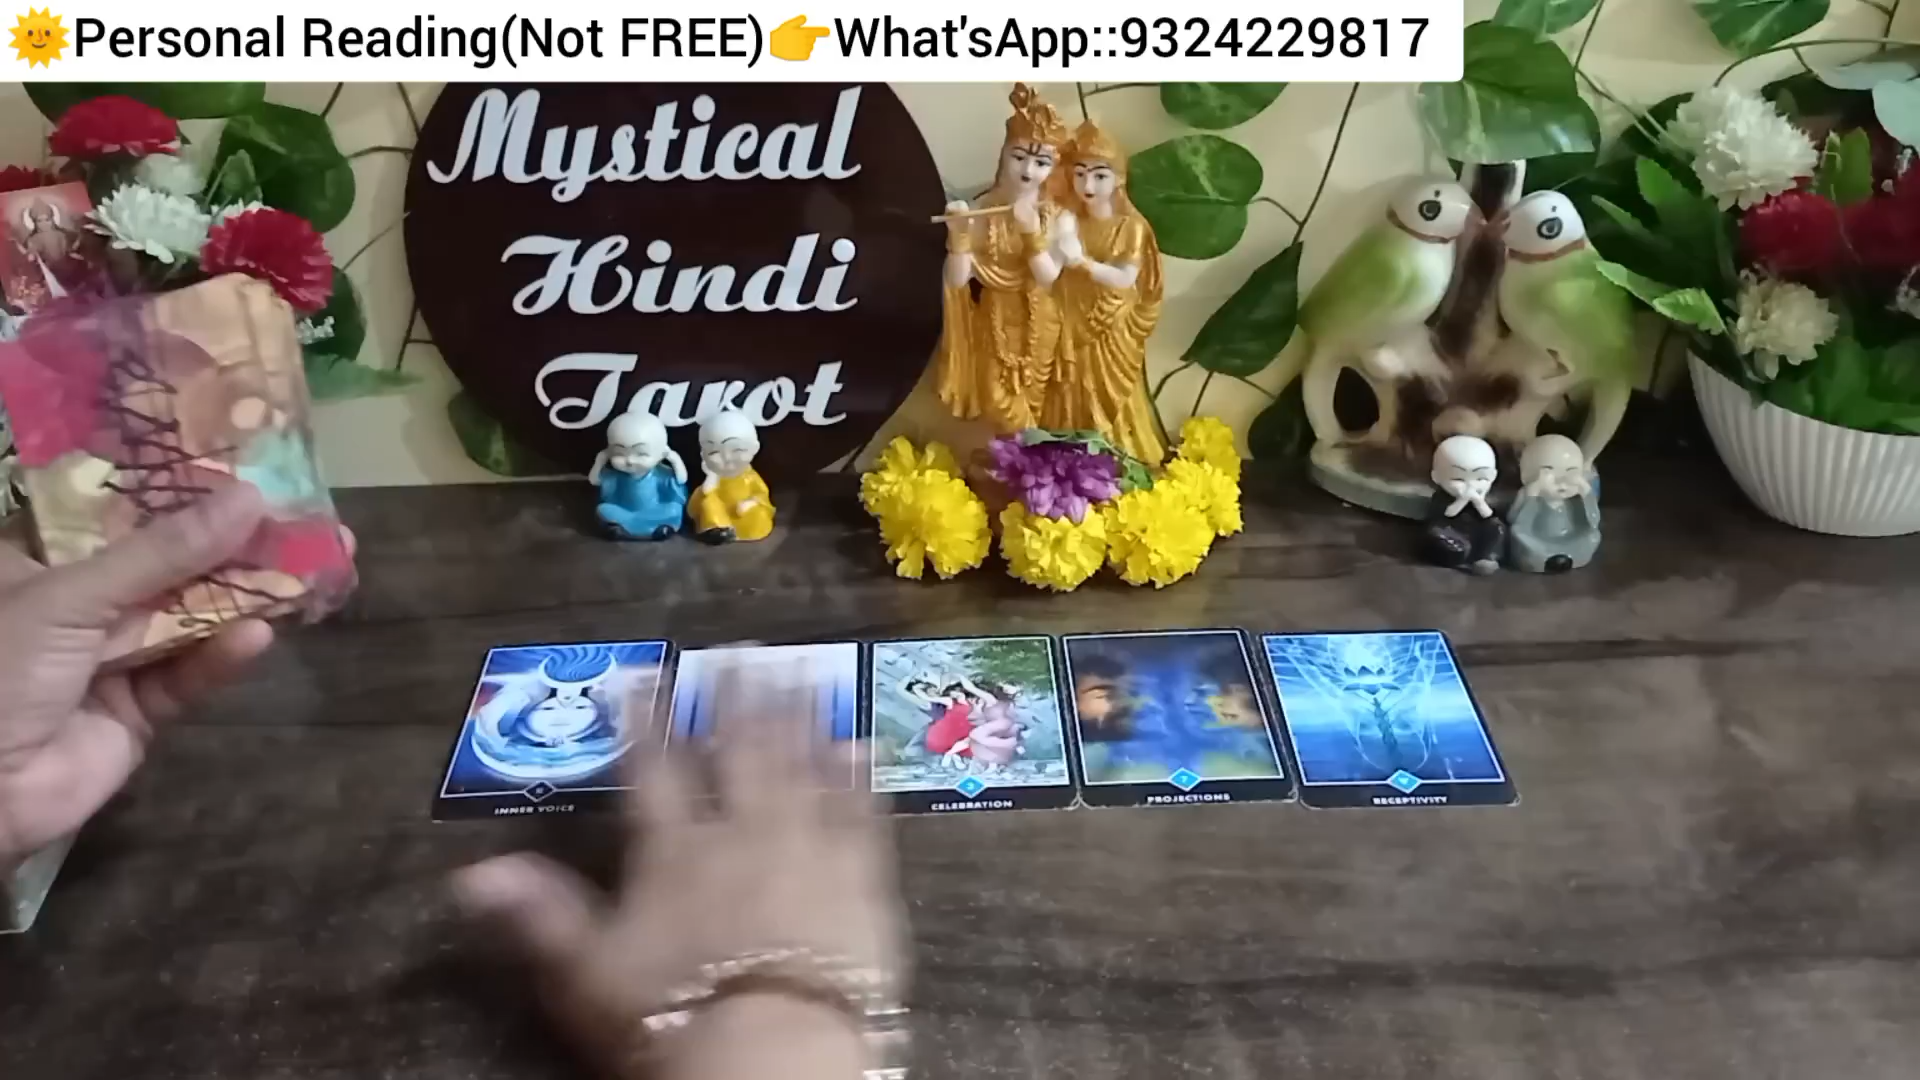 🌞Personal Reading(Not FREE)👉What'sApp::9324229817
Mystical
Hindi
Tarot
INNER VOICE
CELEBRATION
PROJECTIONS
RECEPTIVITY